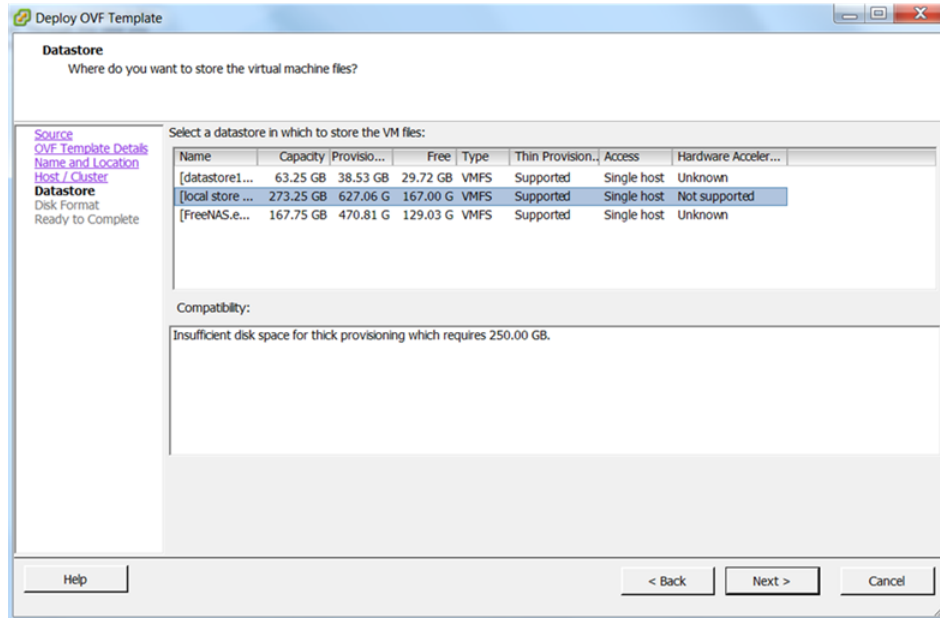 Deploy OVF Template
Datastore
Where do you want to store the virtual machine files?
Source
OVF Template Details
Name and Location
Host / Cluster
Datastore
Disk Format
Ready to Complete
Select a datastore in which to store the VM files:
Name Capacity Provisio... Free Type Thin Provision.. Access Hardware Acceler...
[datastore1... 63.25 GB 38.53 GB 29.72 GB VMFS Supported Single host Unknown
[local store ... 273.25 GB 627.06 G 167.00 G VMFS Supported Single host Not supported
[FreeNAS.e... 167.75 GB 470.81 G 129.03 G VMFS Supported Single host Unknown
Compatibility:
Insufficient disk space for thick provisioning which requires 250.00 GB.
Help
< Back
Next >
Cancel